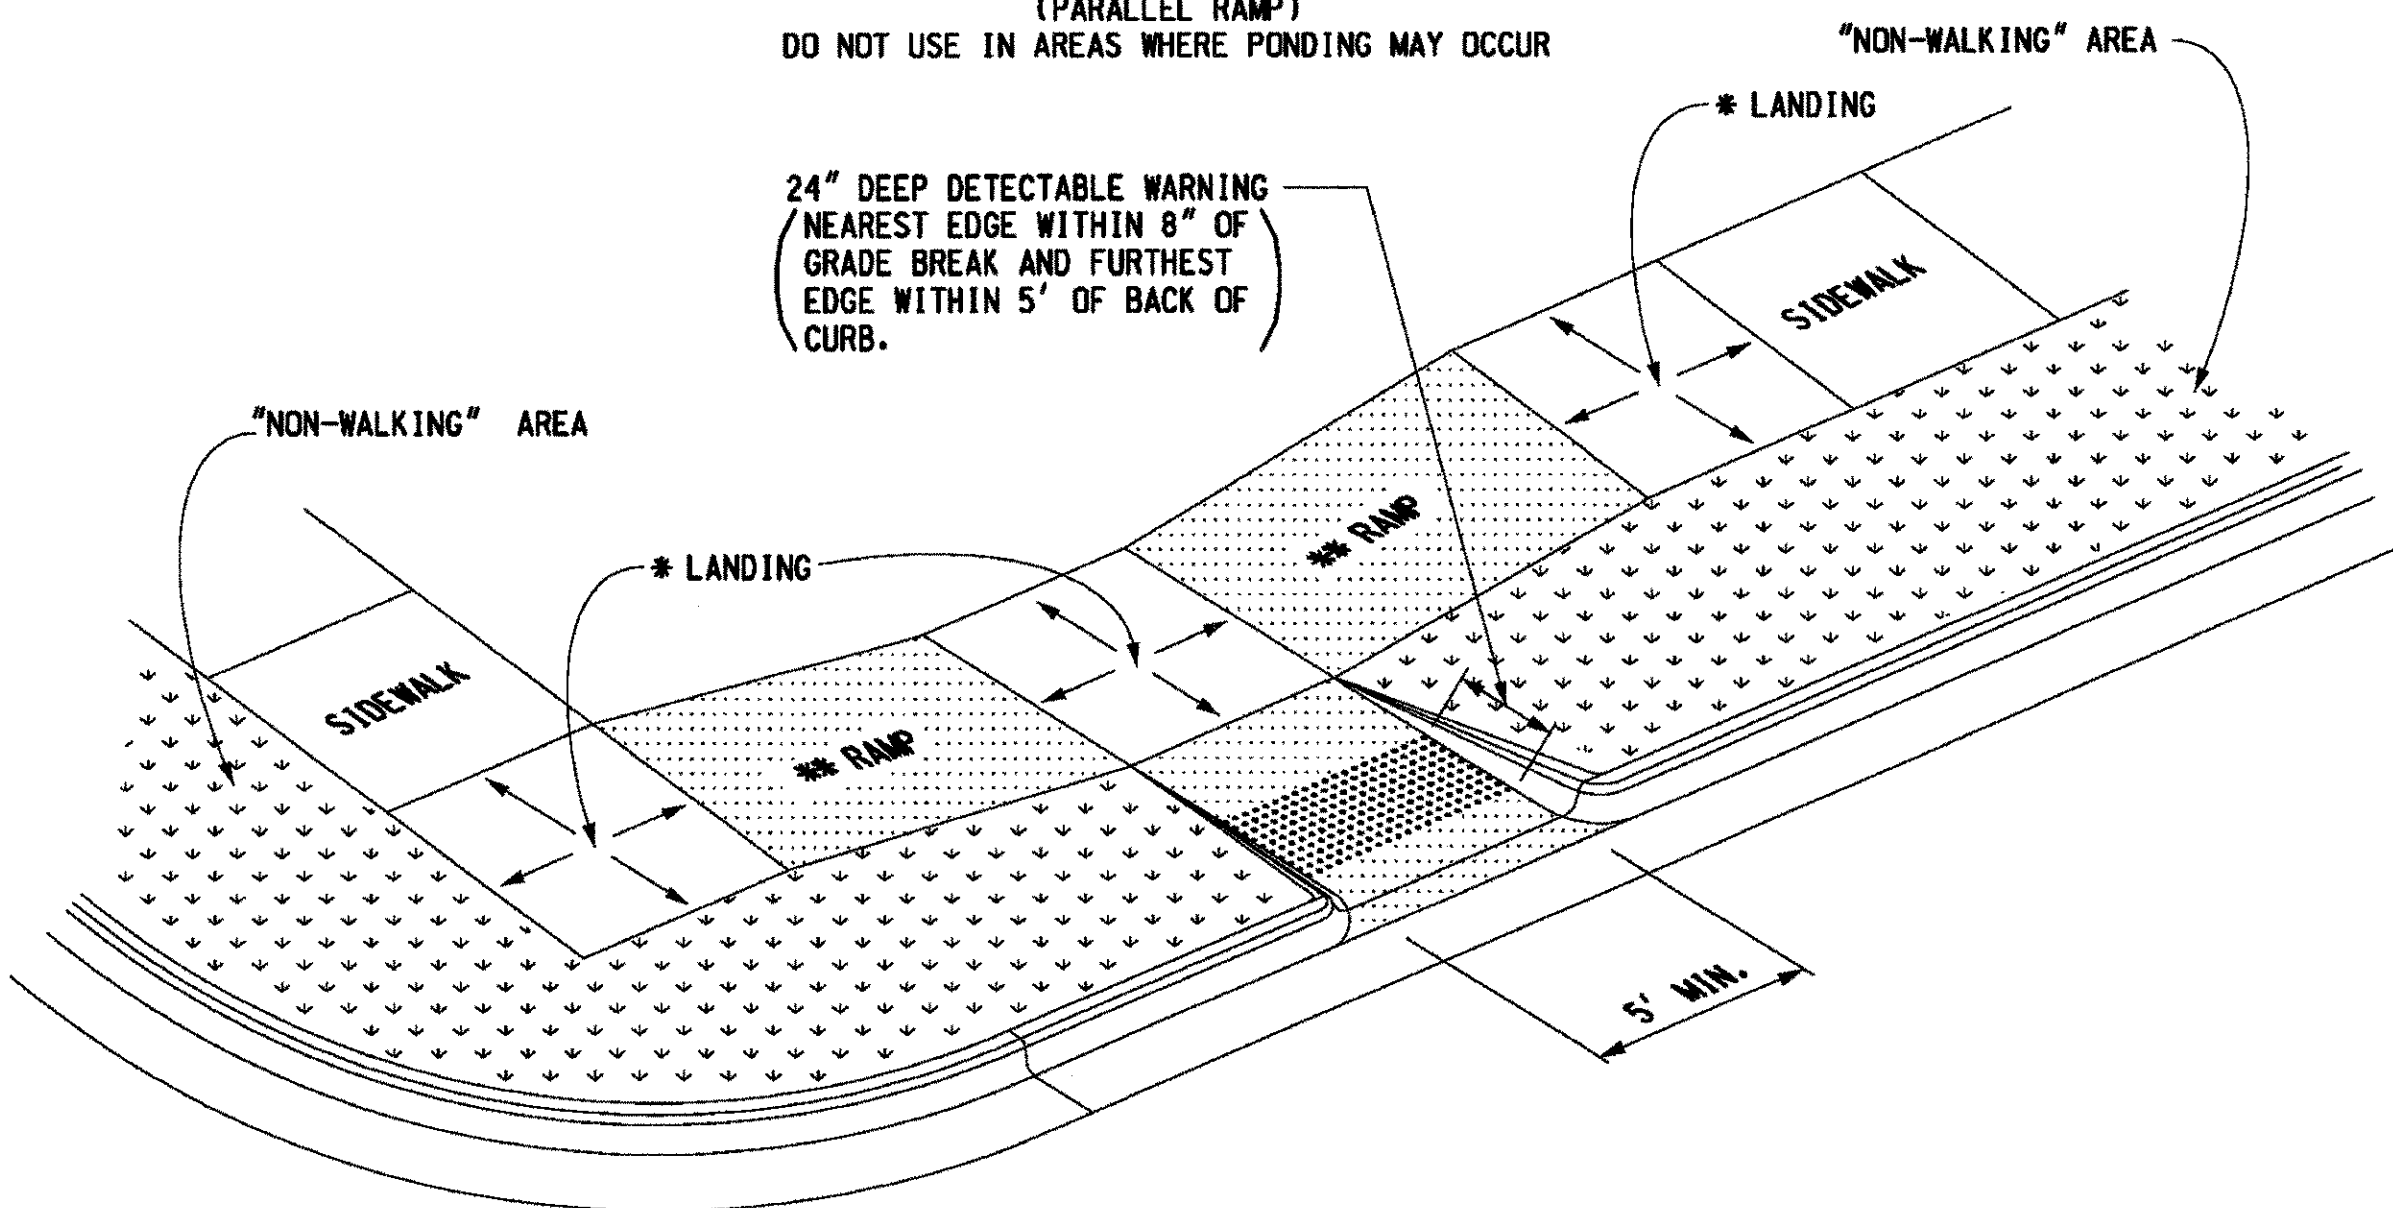 (PARALLEL RAMP)
DO NOT USE IN AREAS WHERE PONDING MAY OCCUR
"NON-WALKING" AREA
* LANDING
24" DEEP DETECTABLE WARNING
(NEAREST EDGE WITHIN 8" OF
GRADE BREAK AND FURTHEST
EDGE WITHIN 5' OF BACK OF
CURB.)
SIDEWALK
"NON-WALKING" AREA
** RAMP
* LANDING
SIDEWALK
** RAMP
5' MIN.